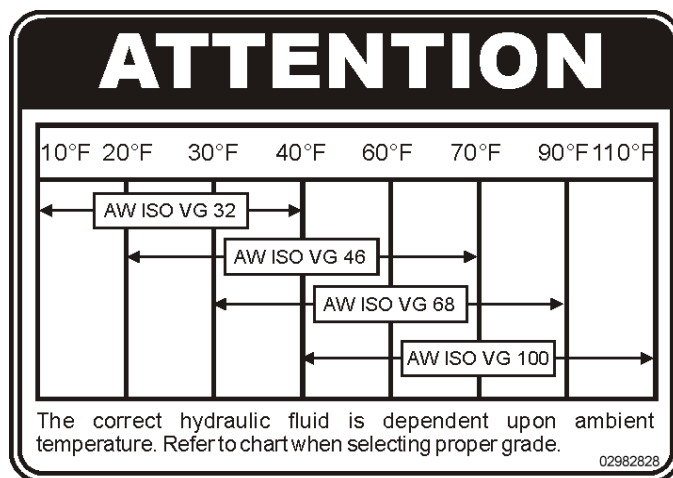 ATTENTION
10°F 20°F 30°F 40°F 60°F 70°F 90°F 110°F
AW ISO VG 32
AW ISO VG 46
AW ISO VG 68
AW ISO VG 100
The correct hydraulic fluid is dependent upon ambient
temperature. Refer to chart when selecting proper grade.
02982828